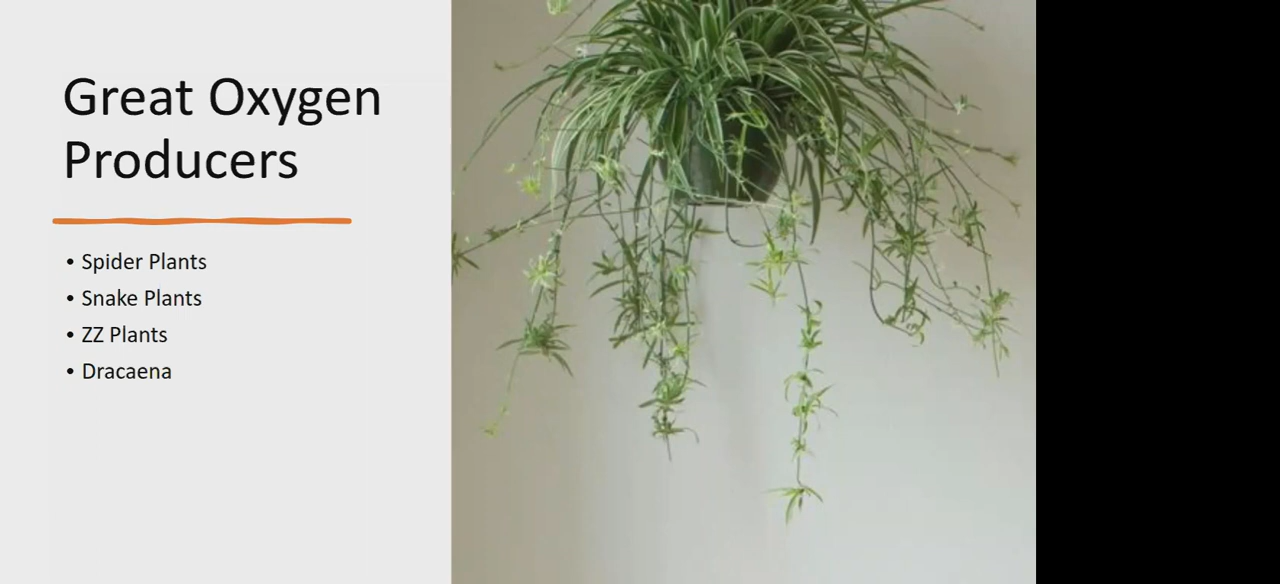 Great Oxygen
Producers
• Spider Plants
• Snake Plants
• ZZ Plants
• Dracaena